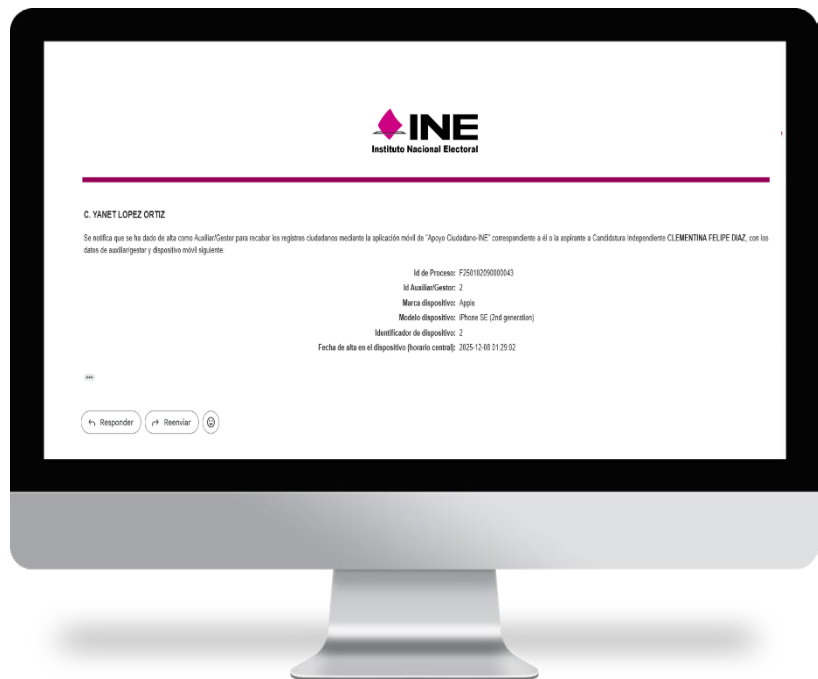 INE
Instituto Nacional Electoral
C. YANET LOPEZ ORTIZ
Se notifica que se ha dado de alta como Auxiliar/Gestor para recabar los registros ciudadanos mediante la aplicación móvil de "Apoyo Ciudadano-INE" correspondiente a él o la aspirante a Candidatura Independiente CLEMENTINA FELIPE DIAZ, con los
datos de auxiliar/gestor y dispositivo móvil siguiente:
Id de Proceso: F250102090000043
Id Auxiliar/Gestor: 2
Marca dispositivo: Apple
Modelo dispositivo: iPhone SE (2nd generation)
Identificador de dispositivo: 2
Fecha de alta en el dispositivo (horario central): 2025-12-08 01:29:02
Responder Reenviar